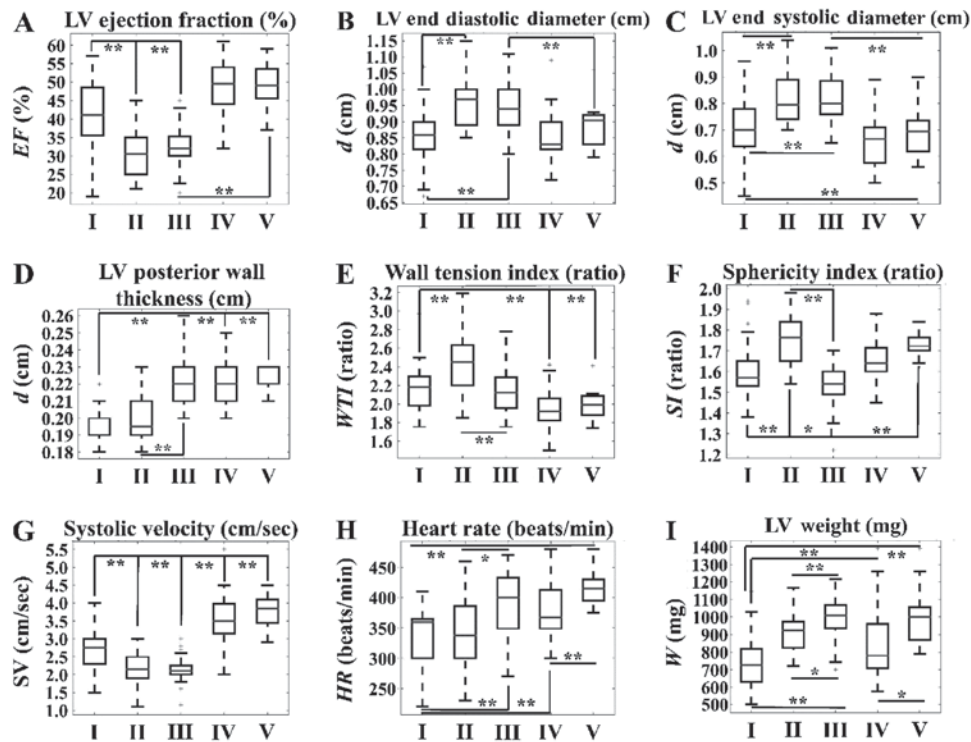 A LV ejection fraction (%)
EF (%)
60
55
50
45
40
35
30
25
20
** **
**
I II III IV V
B LV end diastolic diameter (cm)
d (cm)
1.15
1.10
1.05
1.00
0.95
0.90
0.85
0.80
0.75
0.70
0.65
** **
**
I II III IV V
C LV end systolic diameter (cm)
d (cm)
1.0
0.9
0.8
0.7
0.6
0.5
** **
**
**
I II III IV V
D LV posterior wall
thickness (cm)
d (cm)
0.26
0.25
0.24
0.23
0.22
0.21
0.20
0.19
0.18
** ** **
**
I II III IV V
E Wall tension index (ratio)
WTI (ratio)
3.2
3.0
2.8
2.6
2.4
2.2
2.0
1.8
1.6
** ** **
**
I II III IV V
F Sphericity index (ratio)
SI (ratio)
2.0
1.9
1.8
1.7
1.6
1.5
1.4
1.3
1.2
**
** * **
I II III IV V
G Systolic velocity (cm/sec)
SV (cm/sec)
5.5
5.0
4.5
4.0
3.5
3.0
2.5
2.0
1.5
1.0
** ** ** ** **
I II III IV V
H Heart rate (beats/min)
HR (beats/min)
450
400
350
300
250
** *
**
** **
I II III IV V
I LV weight (mg)
W (mg)
1400
1300
1200
1100
1000
900
800
700
600
500
** **
**
*
** *
I II III IV V